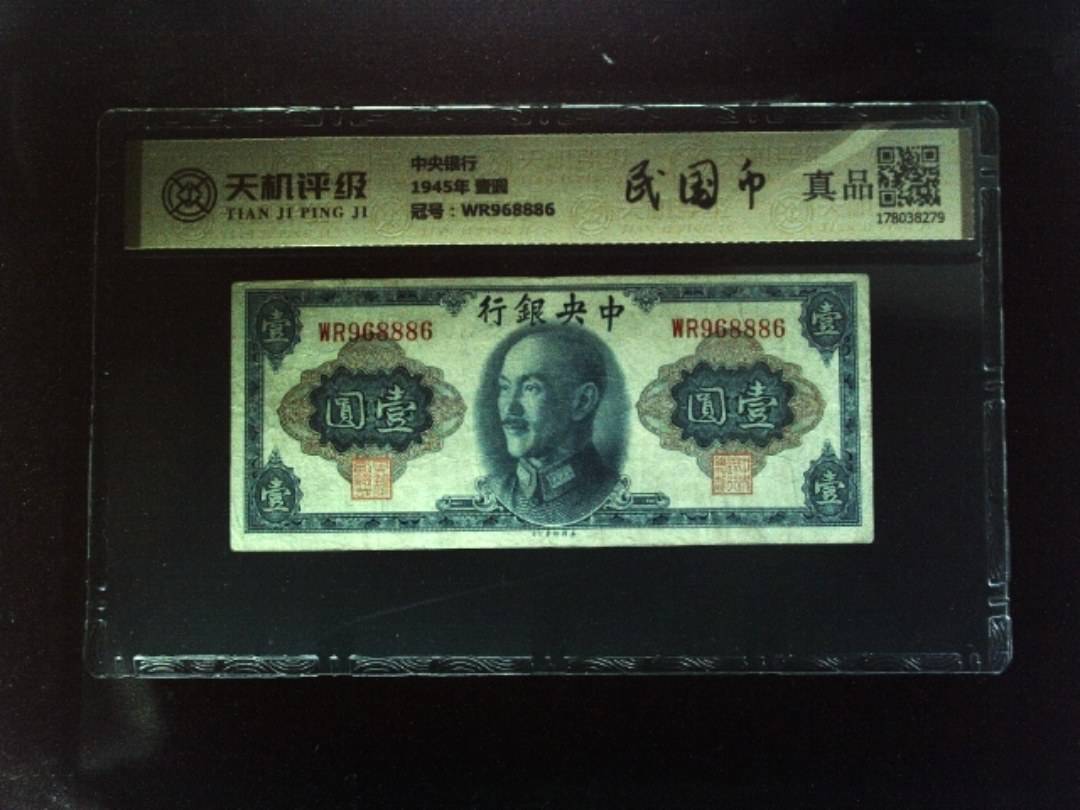 天机评级
TIAN JI PING JI
中央银行
1945年 壹圆
冠号：WR968886
民国币
真品
178038279
行銀央中
WR968886
WR968886
壹
壹
圓壹
圓壹
壹
壹